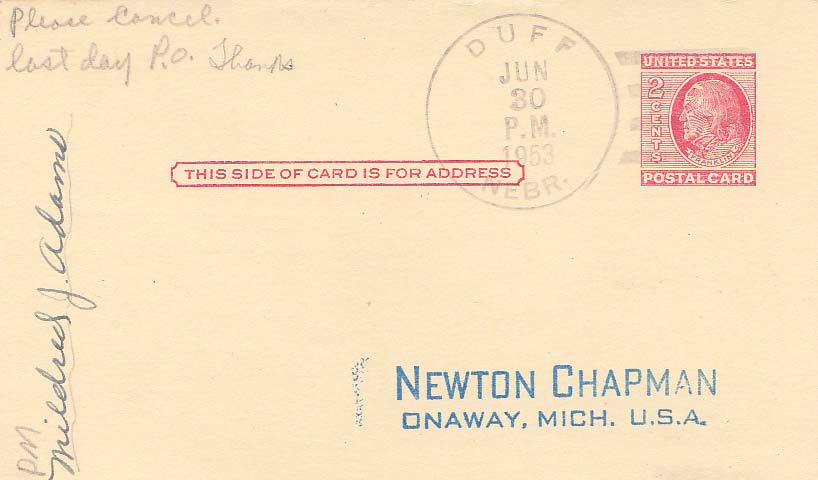 Please Cancel.
last day P.O. Thanks
DUFF
JUN
30
P.M.
1953
NEBR.
UNITED STATES
2 CENTS
FRANKLIN
POSTAL CARD
THIS SIDE OF CARD IS FOR ADDRESS
PM
Mildred J. Adams
NEWTON CHAPMAN
ONAWAY, MICH. U.S.A.